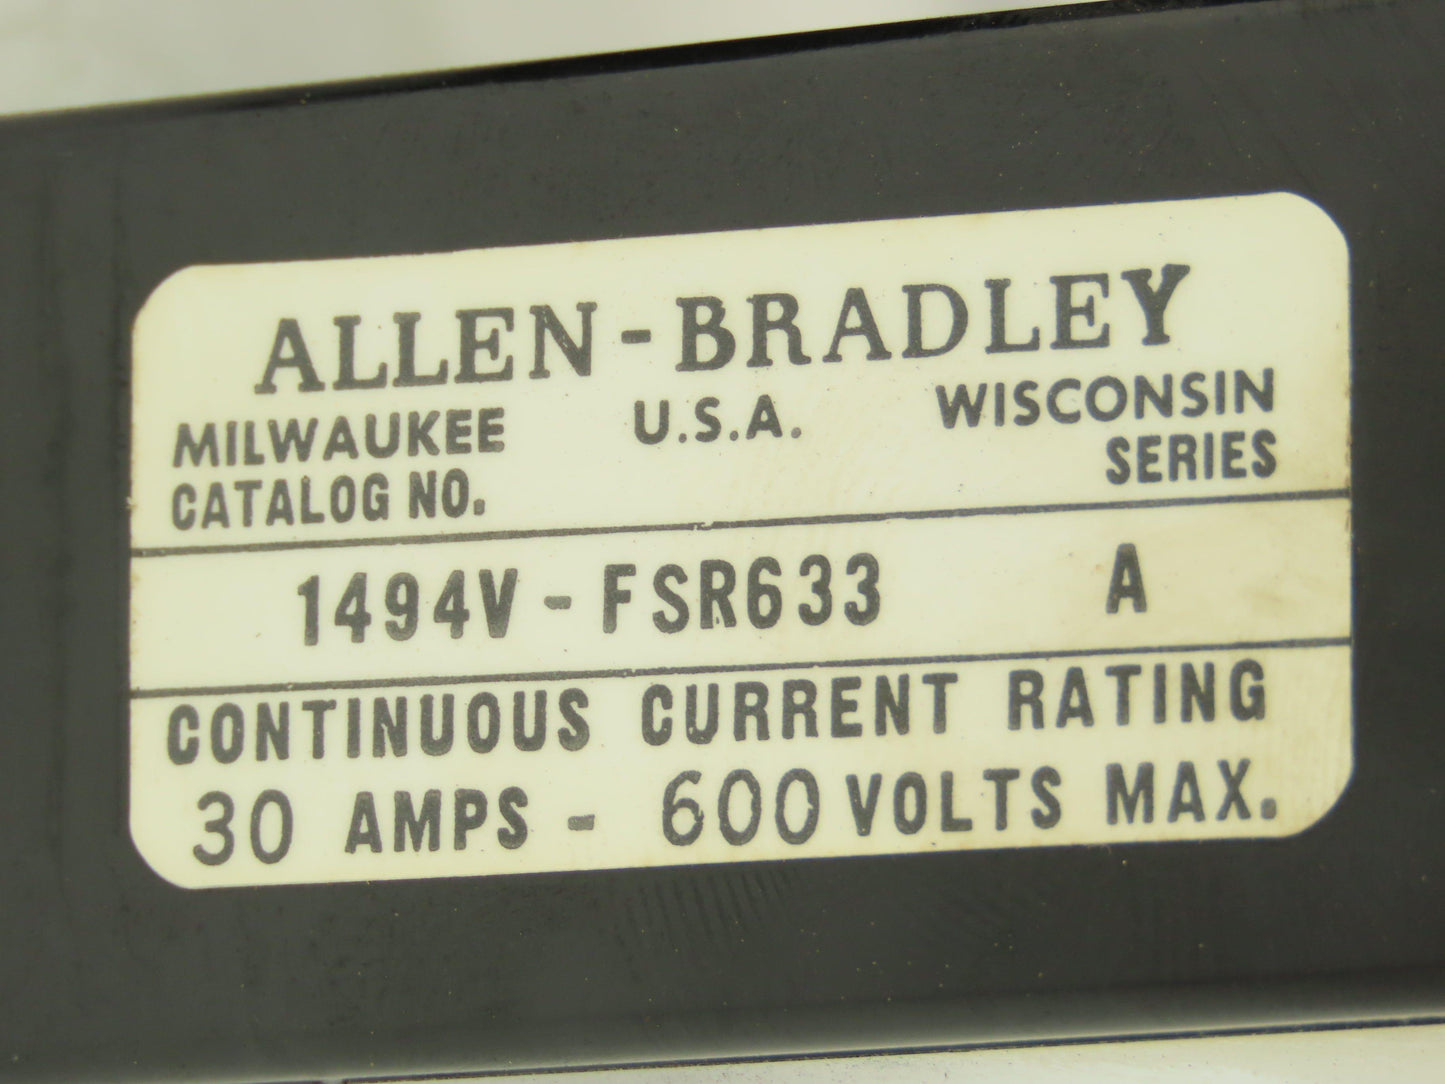 ALLEN-BRADLEY
MILWAUKEE U.S.A. WISCONSIN
CATALOG NO. SERIES
1494V-FSR633 A
CONTINUOUS CURRENT RATING
30 AMPS - 600 VOLTS MAX.